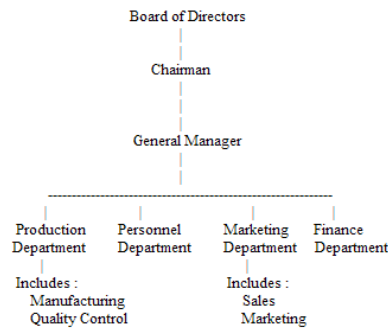 Board of Directors
Chairman
General Manager
Production Department
Personnel Department
Marketing Department
Finance Department
Includes :
Manufacturing
Quality Control
Includes :
Sales
Marketing